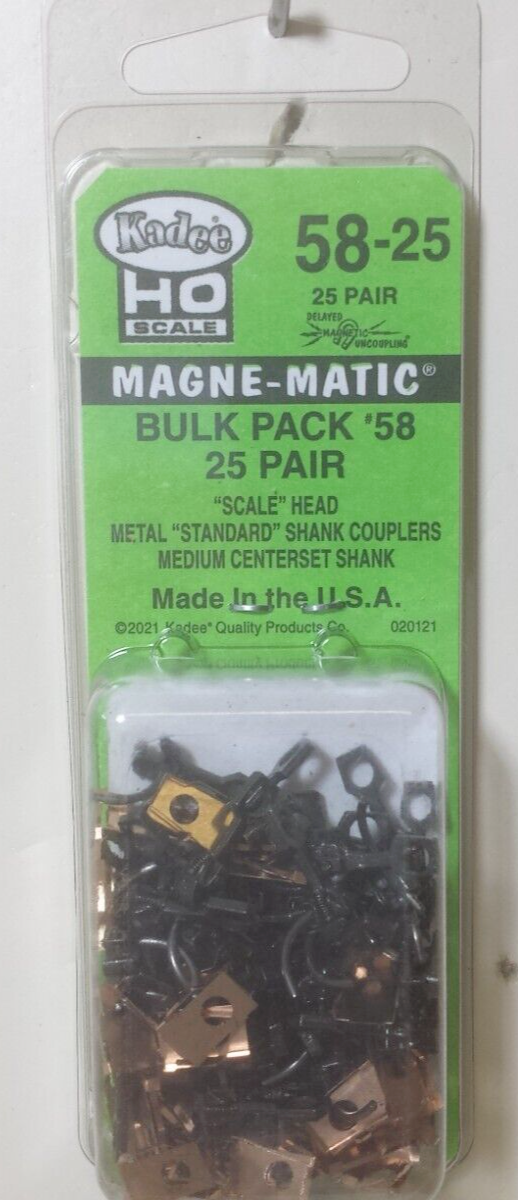 Kadee®
HO
SCALE
58-25
25 PAIR
DELAYED
MAGNETIC
UNCOUPLING®
MAGNE-MATIC®
BULK PACK #58
25 PAIR
"SCALE" HEAD
METAL "STANDARD" SHANK COUPLERS
MEDIUM CENTERSET SHANK
Made In the U.S.A.
©2021 Kadee® Quality Products Co. 020121